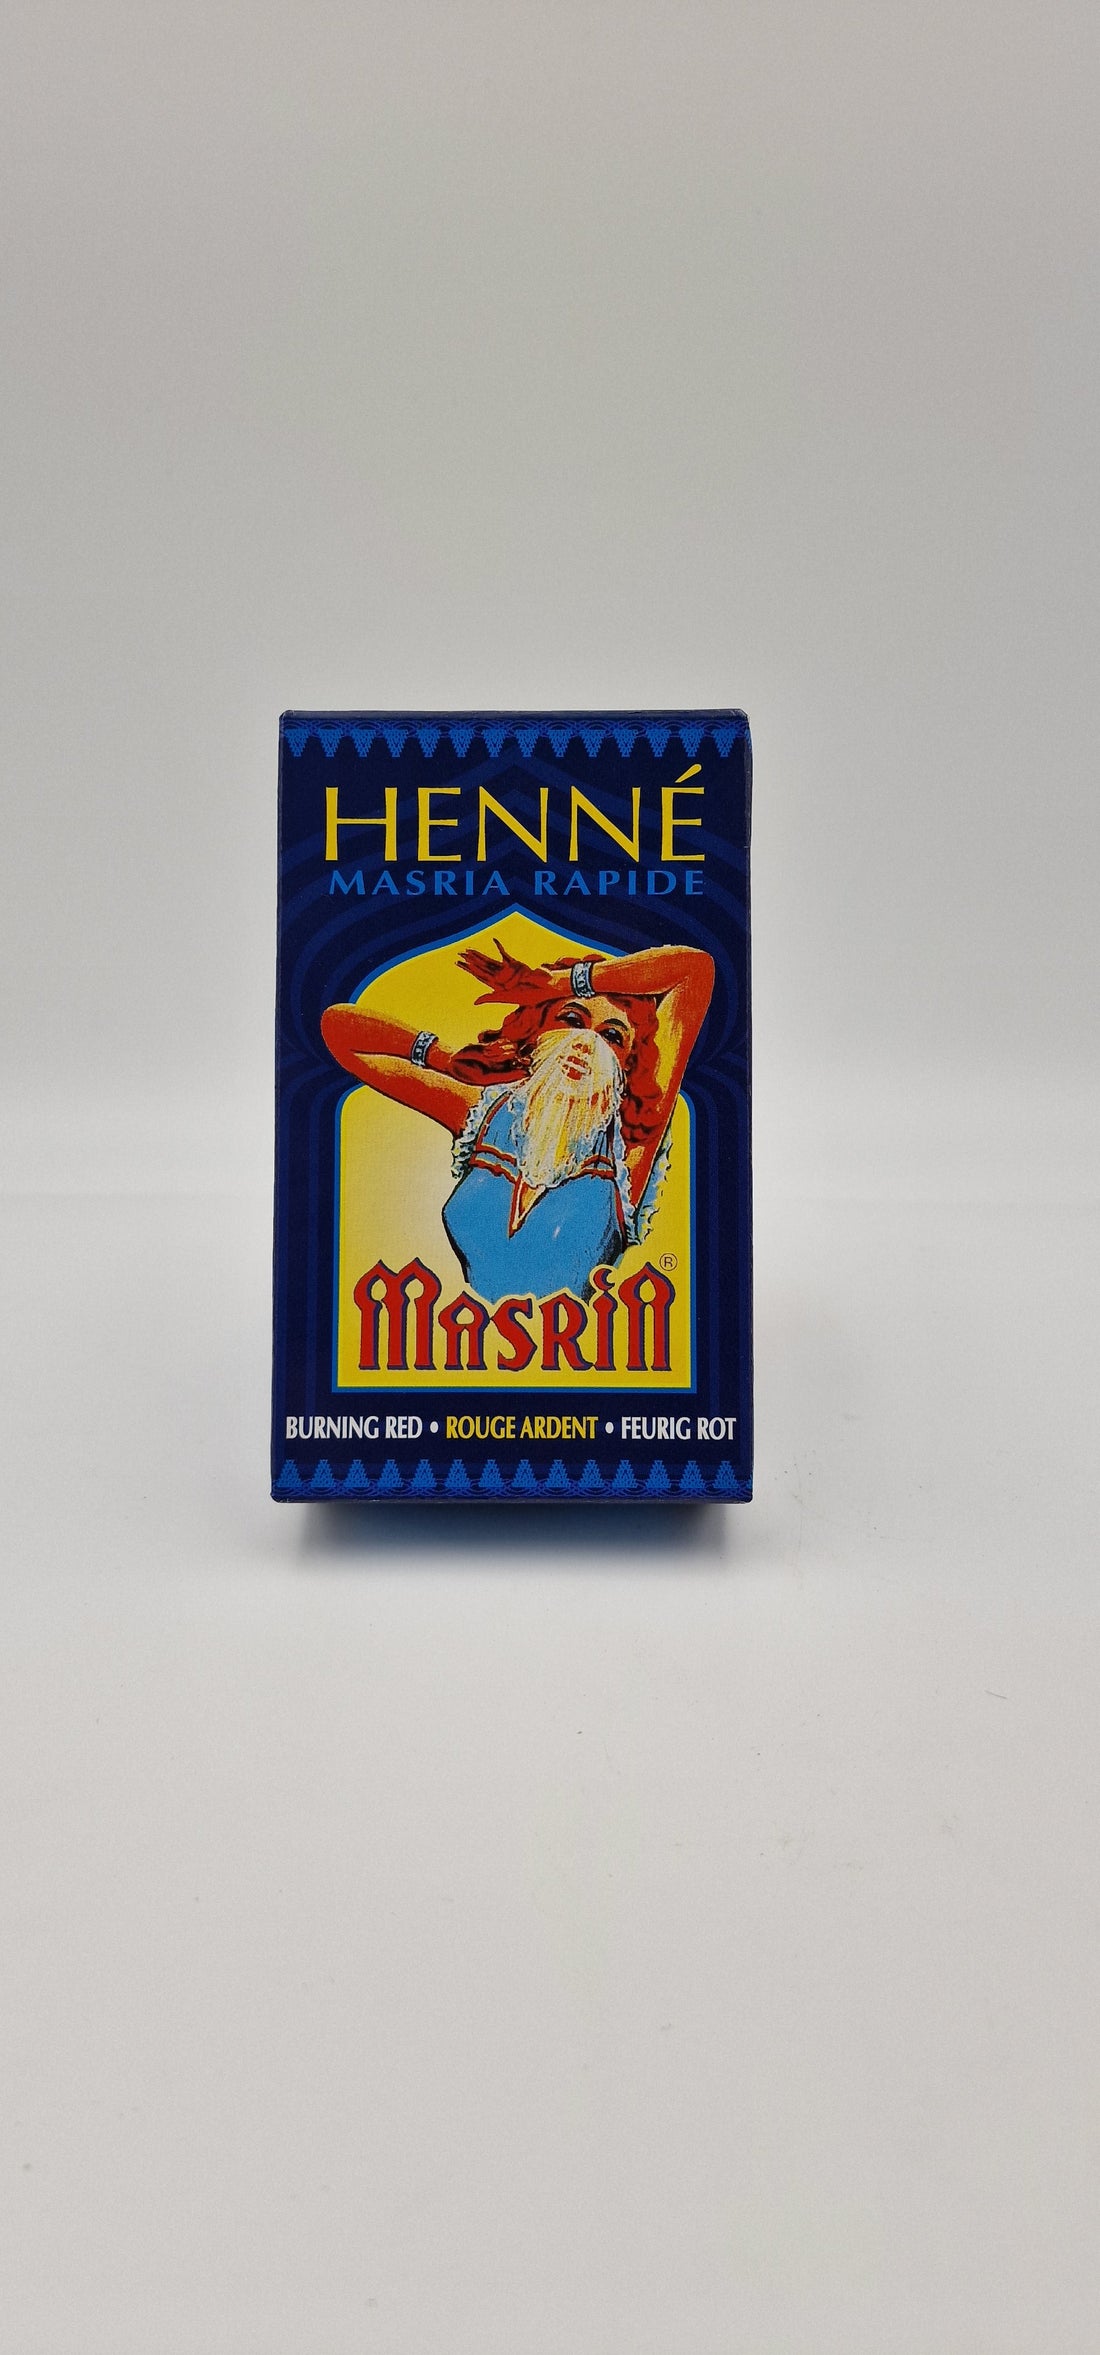 HENNÉ
MASRIA RAPIDE
MASRIA ®
BURNING RED • ROUGE ARDENT • FEURIG ROT